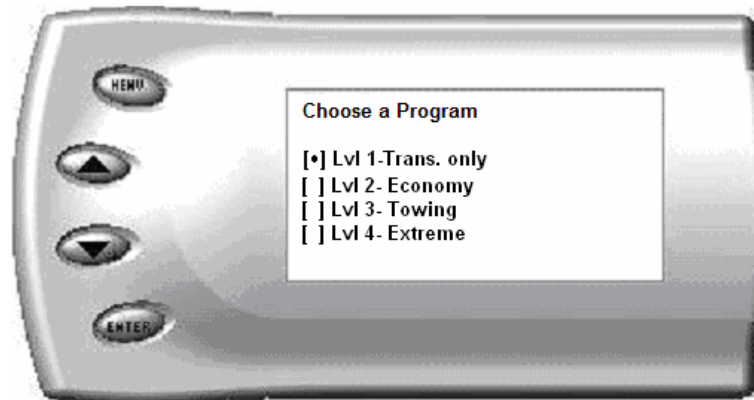 MENU
Choose a Program
[•] Lvl 1-Trans. only
[ ] Lvl 2- Economy
[ ] Lvl 3- Towing
[ ] Lvl 4- Extreme
ENTER